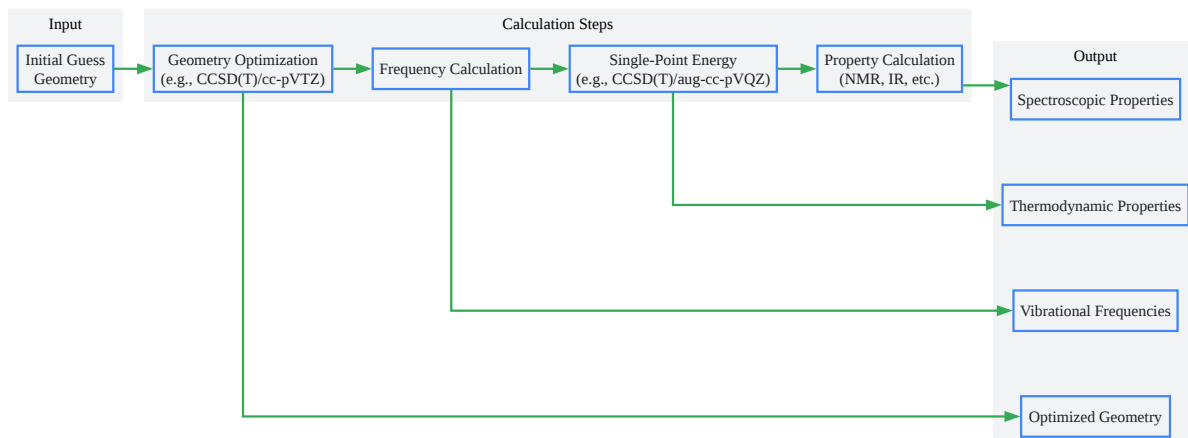 Input
Initial Guess
Geometry
Calculation Steps
Geometry Optimization
(e.g., CCSD(T)/cc-pVTZ)
Frequency Calculation
Single-Point Energy
(e.g., CCSD(T)/aug-cc-pVQZ)
Property Calculation
(NMR, IR, etc.)
Output
Spectroscopic Properties
Thermodynamic Properties
Vibrational Frequencies
Optimized Geometry